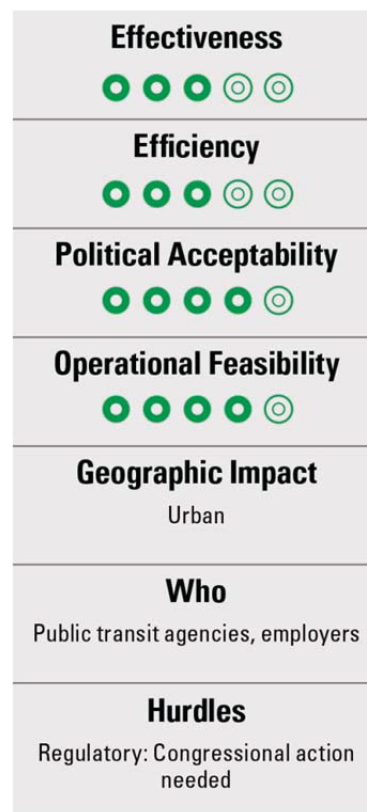 Effectiveness
Efficiency
Political Acceptability
Operational Feasibility
Geographic Impact
Urban
Who
Public transit agencies, employers
Hurdles
Regulatory: Congressional action
needed